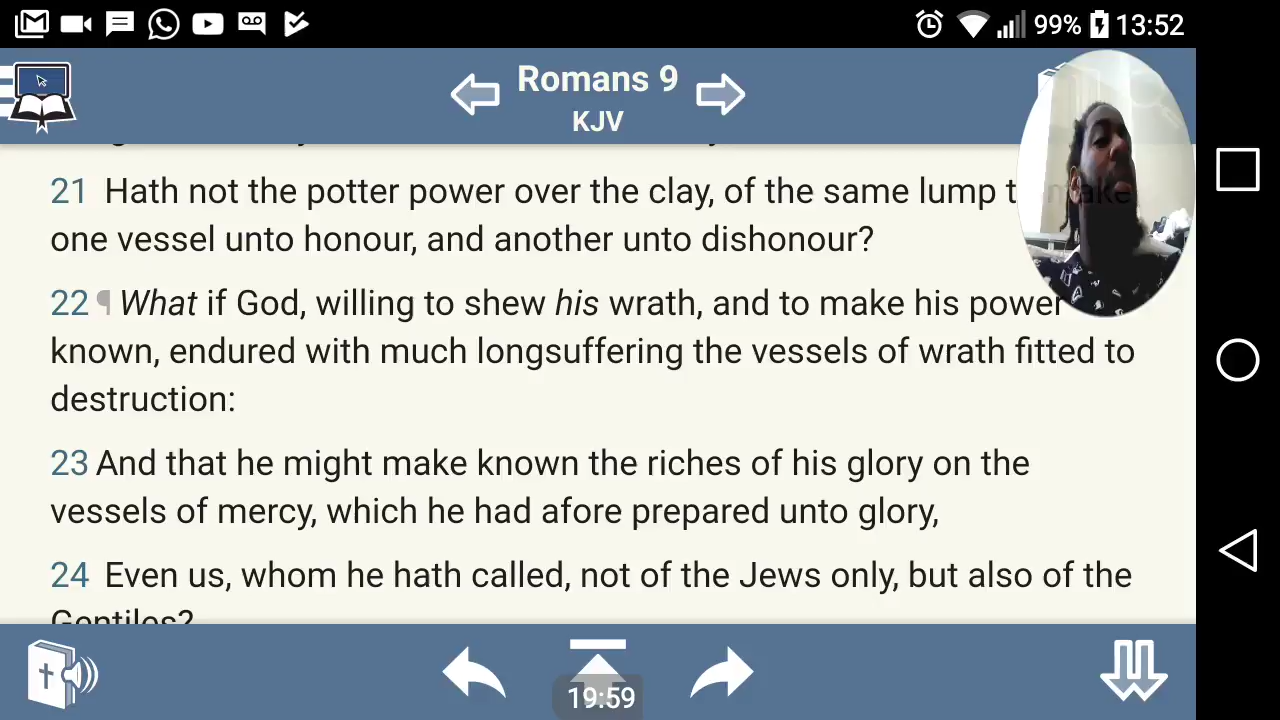 99% 13:52
Romans 9
KJV
21 Hath not the potter power over the clay, of the same lump to make
one vessel unto honour, and another unto dishonour?
22 ¶ What if God, willing to shew his wrath, and to make his power
known, endured with much longsuffering the vessels of wrath fitted to
destruction:
23 And that he might make known the riches of his glory on the
vessels of mercy, which he had afore prepared unto glory,
24 Even us, whom he hath called, not of the Jews only, but also of the
Gentiles?
19:59